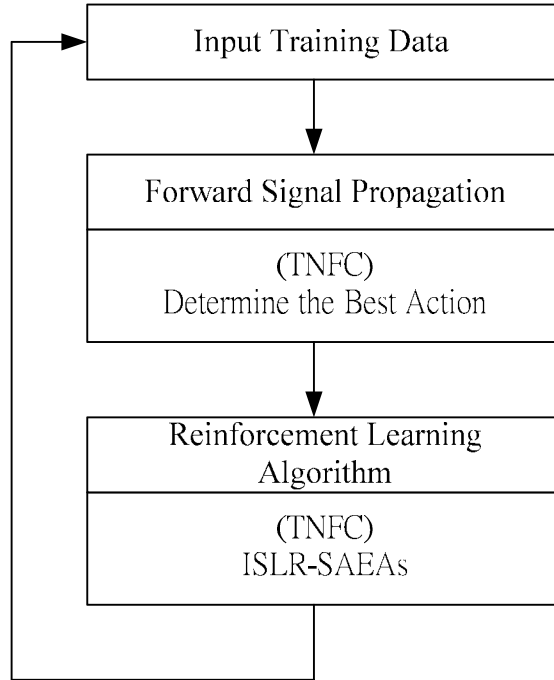 Input Training Data
Forward Signal Propagation
(TNFC)
Determine the Best Action
Reinforcement Learning
Algorithm
(TNFC)
ISLR-SAEAs